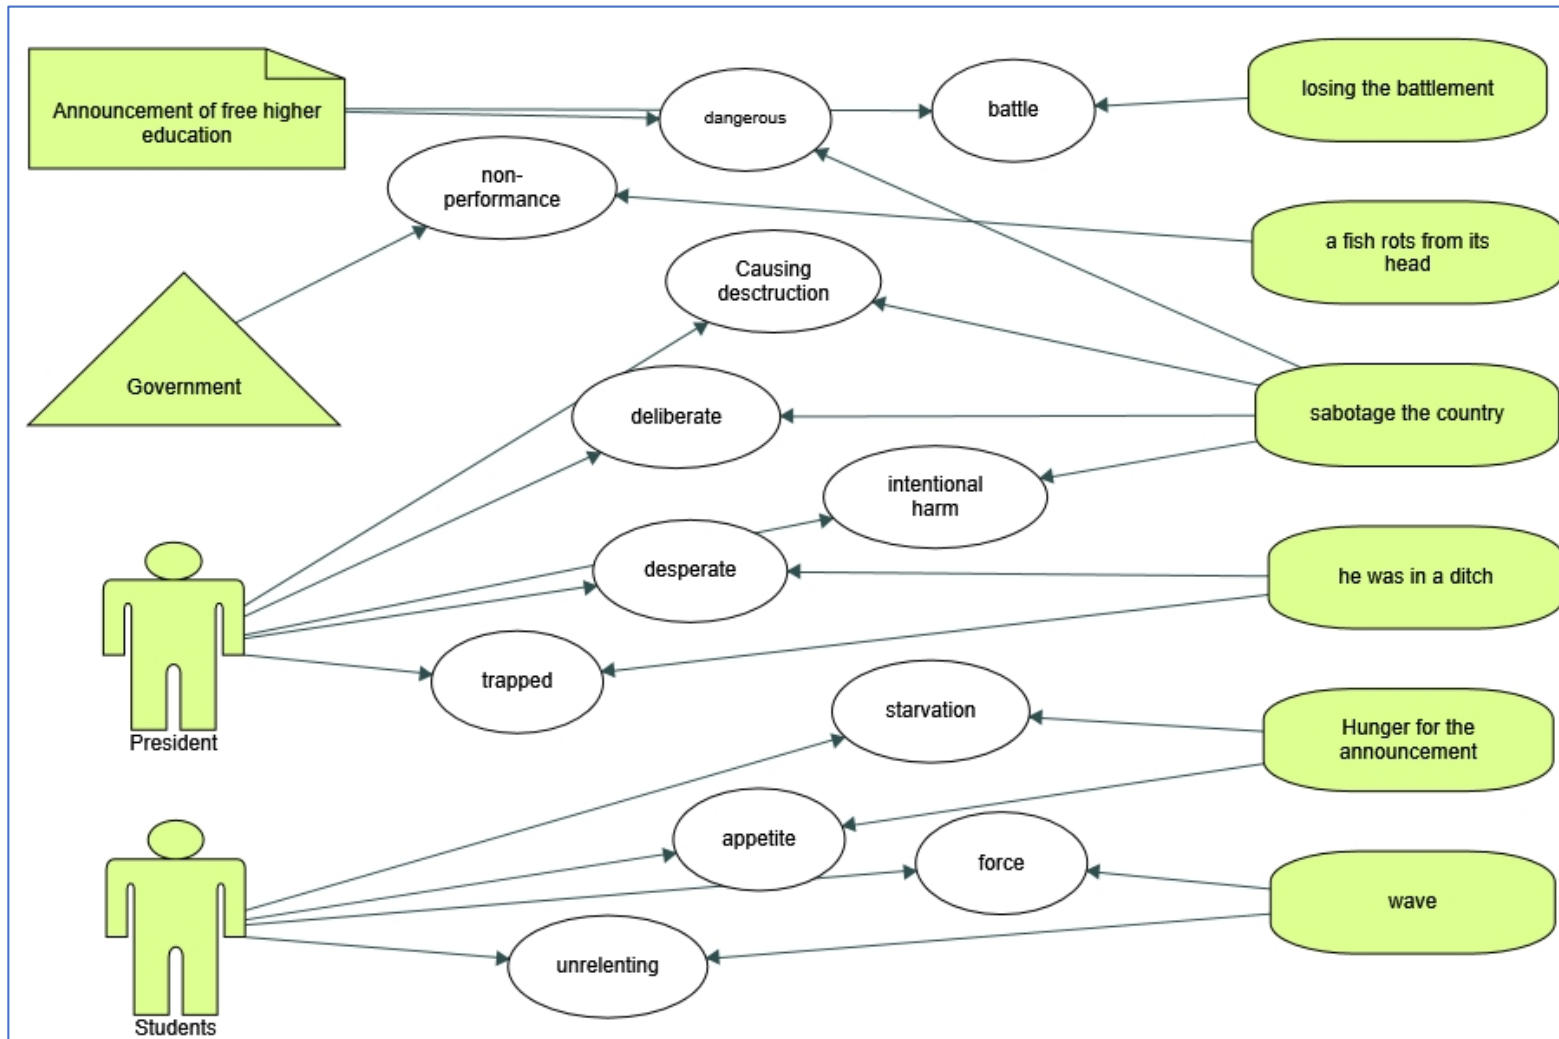 Announcement of free higher
education
dangerous
battle
losing the battlement
non-
performance
a fish rots from its
head
Causing
desctruction
Government
deliberate
sabotage the country
intentional
harm
desperate
he was in a ditch
trapped
President
starvation
Hunger for the
announcement
appetite
force
wave
unrelenting
Students